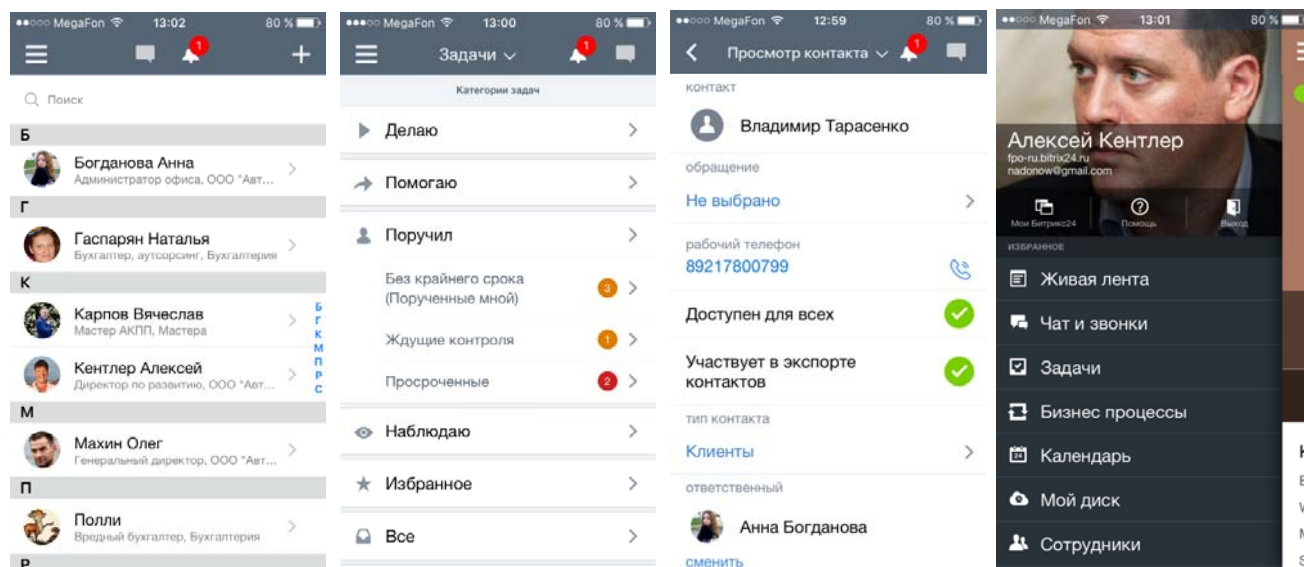 MegaFon 13:02 80 %
1
Поиск
Б
Богданова Анна
Администратор офиса, ООО "Авт...
Г
Гаспарян Наталья
Бухгалтер, аутсорсинг, Бухгалтерия
К
Карпов Вячеслав
Мастер АКПП, Мастера
Кентлер Алексей
Директор по развитию, ООО "Авт...
М
Махин Олег
Генеральный директор, ООО "Авт...
П
Полли
Вредный бухгалтер, Бухгалтерия
Р
Б
Г
К
М
П
Р
С
MegaFon 13:00 80 %
Задачи
1
Категории задач
Делаю
Помогаю
Поручил
Без крайнего срока
(Порученные мной)
3
Ждущие контроля
1
Просроченные
2
Наблюдаю
Избранное
Все
MegaFon 12:59 80 %
Просмотр контакта
1
контакт
Владимир Тарасенко
обращение
Не выбрано
рабочий телефон
89217800799
Доступен для всех
Участвует в экспорте
контактов
тип контакта
Клиенты
ответственный
Анна Богданова
сменить
MegaFon 13:01 80 %
Алексей Кентлер
fpo-ru.bitrix24.ru
nadonow@gmail.com
Мои Битрикс24 Помощь Выход
ИЗБРАННОЕ
Живая лента
Чат и звонки
Задачи
Бизнес процессы
24
Календарь
Мой диск
Сотрудники